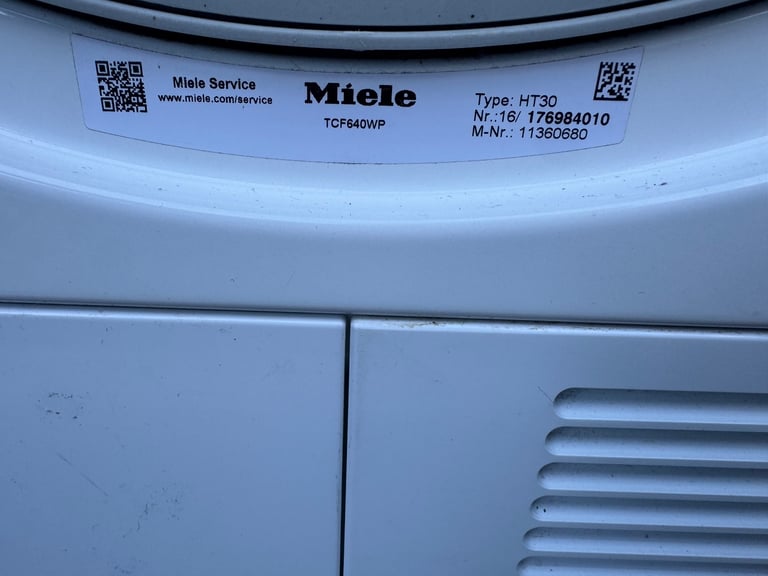 Miele Service
www.miele.com/service
Miele
TCF640WP
Type: HT30
Nr.:16/ 176984010
M-Nr.: 11360680